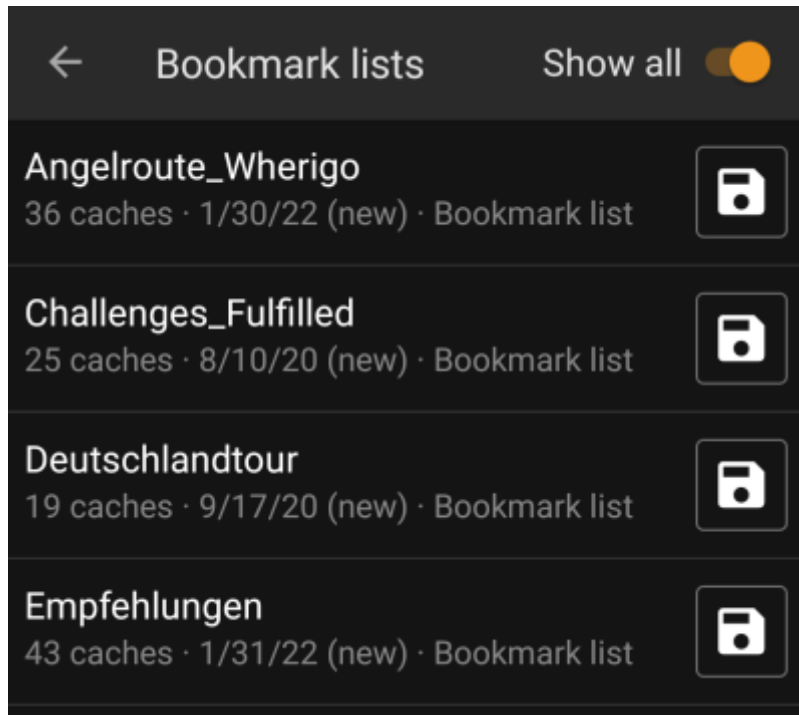 Bookmark lists Show all
Angelroute_Wherigo
36 caches · 1/30/22 (new) · Bookmark list
Challenges_Fulfilled
25 caches · 8/10/20 (new) · Bookmark list
Deutschlandtour
19 caches · 9/17/20 (new) · Bookmark list
Empfehlungen
43 caches · 1/31/22 (new) · Bookmark list